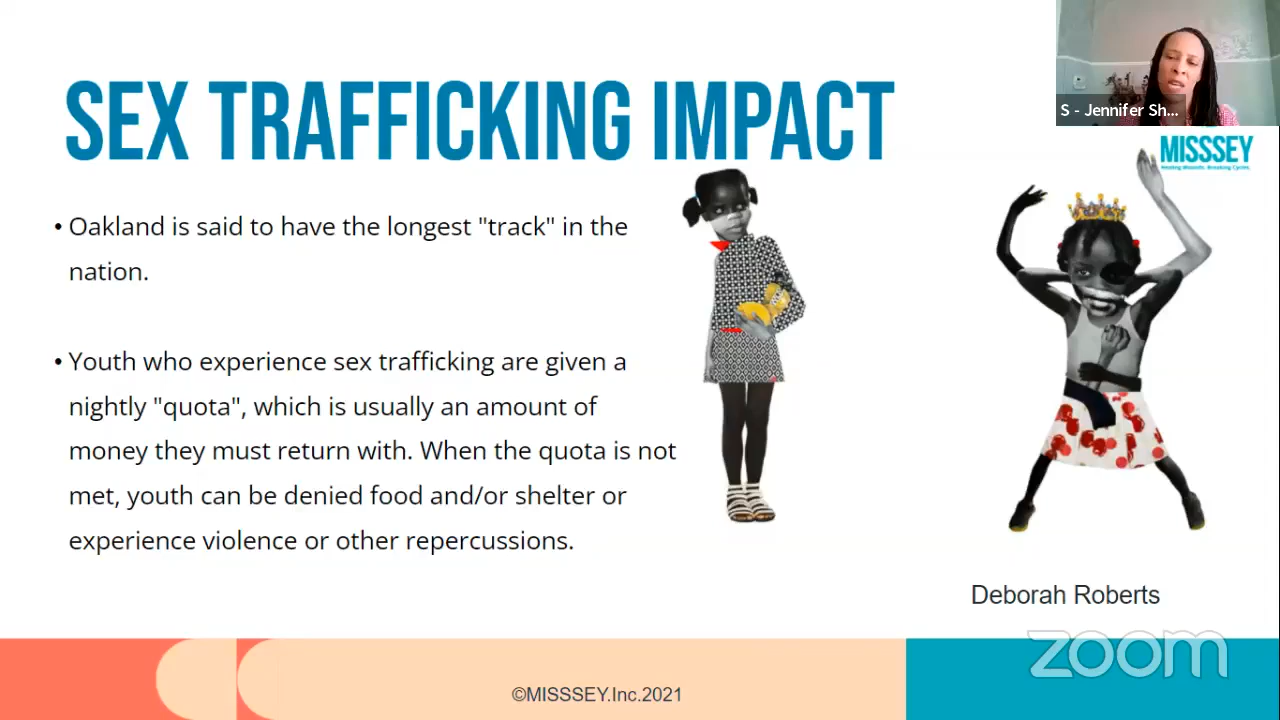 SEX TRAFFICKING IMPACT
S - Jennifer Sh...
MISSSEY
• Oakland is said to have the longest "track" in the
nation.
• Youth who experience sex trafficking are given a
nightly "quota", which is usually an amount of
money they must return with. When the quota is not
met, youth can be denied food and/or shelter or
experience violence or other repercussions.
Deborah Roberts
zoom
©MISSSEY.Inc.2021